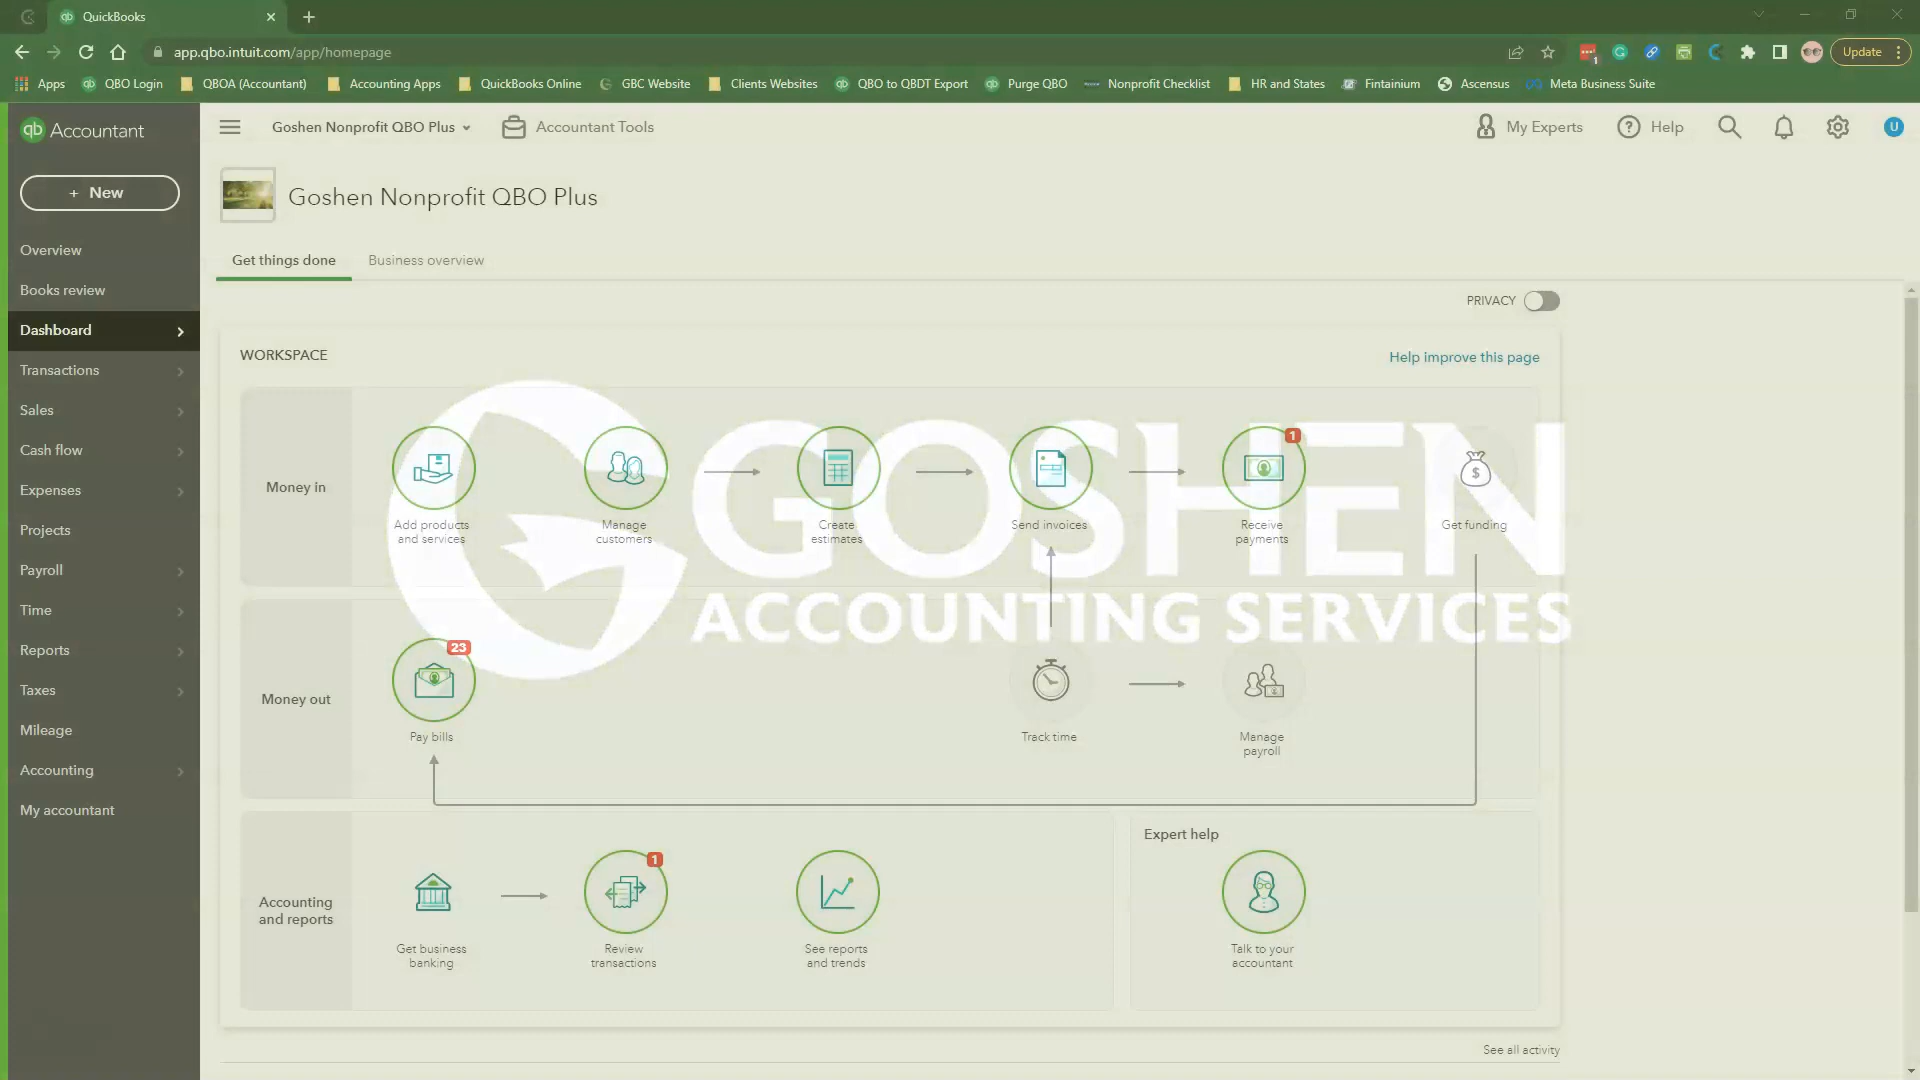 QuickBooks
app.qbo.intuit.com/app/homepage
Update
Apps
QBO Login
QBOA (Accountant)
Accounting Apps
QuickBooks Online
GBC Website
Clients Websites
QBO to QBDT Export
Purge QBO
Nonprofit Checklist
HR and States
Fintainium
Ascensus
Meta Business Suite
qb Accountant
Goshen Nonprofit QBO Plus
Accountant Tools
My Experts
Help
U
+ New
Goshen Nonprofit QBO Plus
Overview
Books review
Dashboard
Transactions
Sales
Cash flow
Expenses
Projects
Payroll
Time
Reports
Taxes
Mileage
Accounting
My accountant
Get things done
Business overview
PRIVACY
WORKSPACE
Help improve this page
Money in
Add products
and services
Manage
customers
Create
estimates
Send invoices
1
Receive
payments
Get funding
GOSHEN
ACCOUNTING SERVICES
Money out
23
Pay bills
Track time
Manage
payroll
Accounting
and reports
Get business
banking
1
Review
transactions
See reports
and trends
Expert help
Talk to your
accountant
See all activity